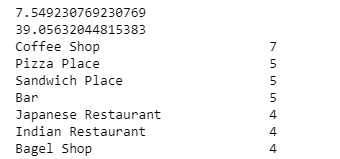 7.549230769230769
39.05632044815383
Coffee Shop 7
Pizza Place 5
Sandwich Place 5
Bar 5
Japanese Restaurant 4
Indian Restaurant 4
Bagel Shop 4